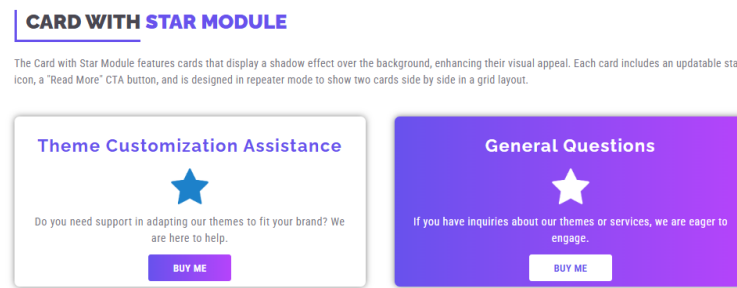 CARD WITH STAR MODULE
The Card with Star Module features cards that display a shadow effect over the background, enhancing their visual appeal. Each card includes an updatable
icon, a "Read More" CTA button, and is designed in repeater mode to show two cards side by side in a grid layout.
Theme Customization Assistance
Do you need support in adapting our themes to fit your brand? We
are here to help.
BUY ME
General Questions
If you have inquiries about our themes or services, we are eager to
engage.
BUY ME